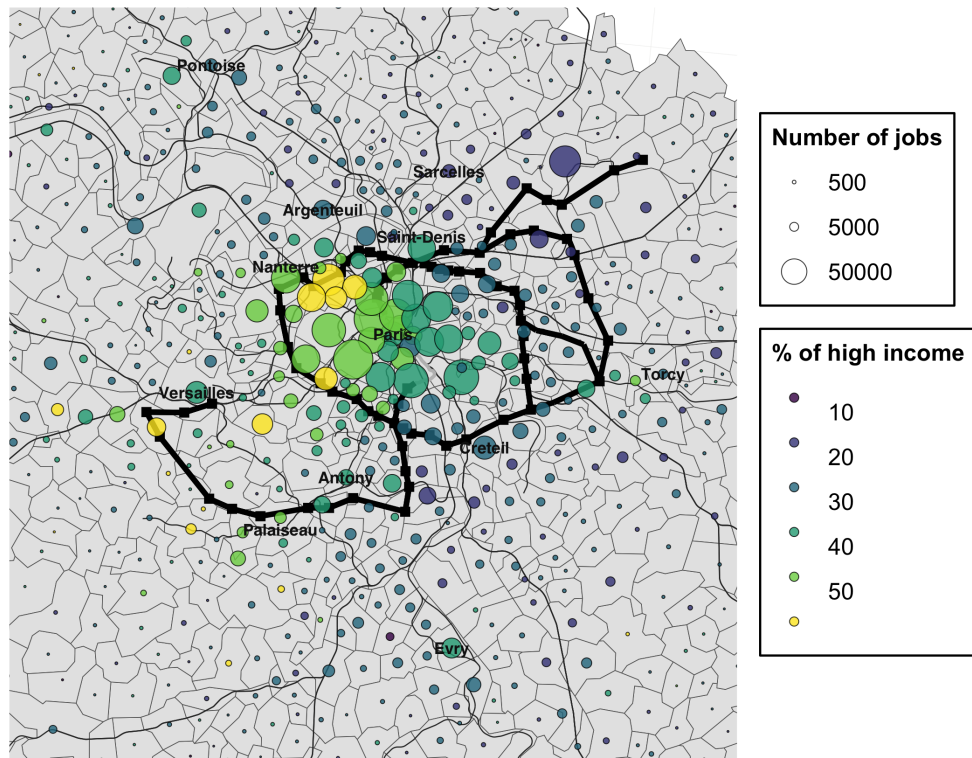 Pontoise
Sarcelles
Argenteuil
Saint-Denis
Nanterre
Paris
Torcy
Versailles
Creteil
Antony
Palaiseau
Evry
Number of jobs
500
5000
50000
% of high income
10
20
30
40
50